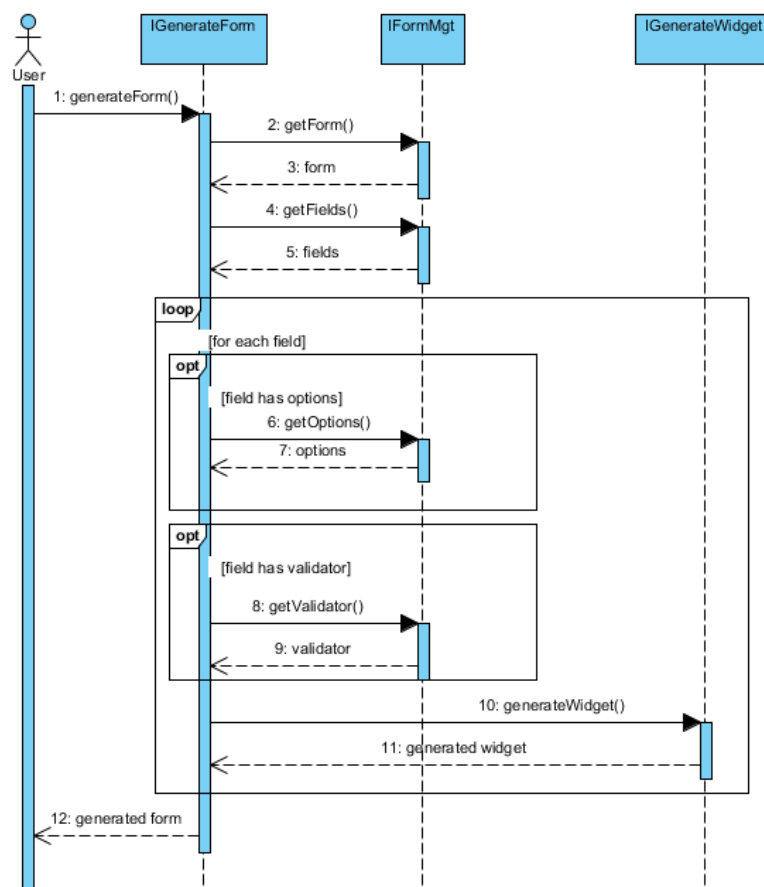 IGenerateForm
IFormMgt
IGenerateWidget
User
1: generateForm()
2: getForm()
3: form
4: getFields()
5: fields
loop
[for each field]
opt
[field has options]
6: getOptions()
7: options
opt
[field has validator]
8: getValidator()
9: validator
10: generateWidget()
11: generated widget
12: generated form